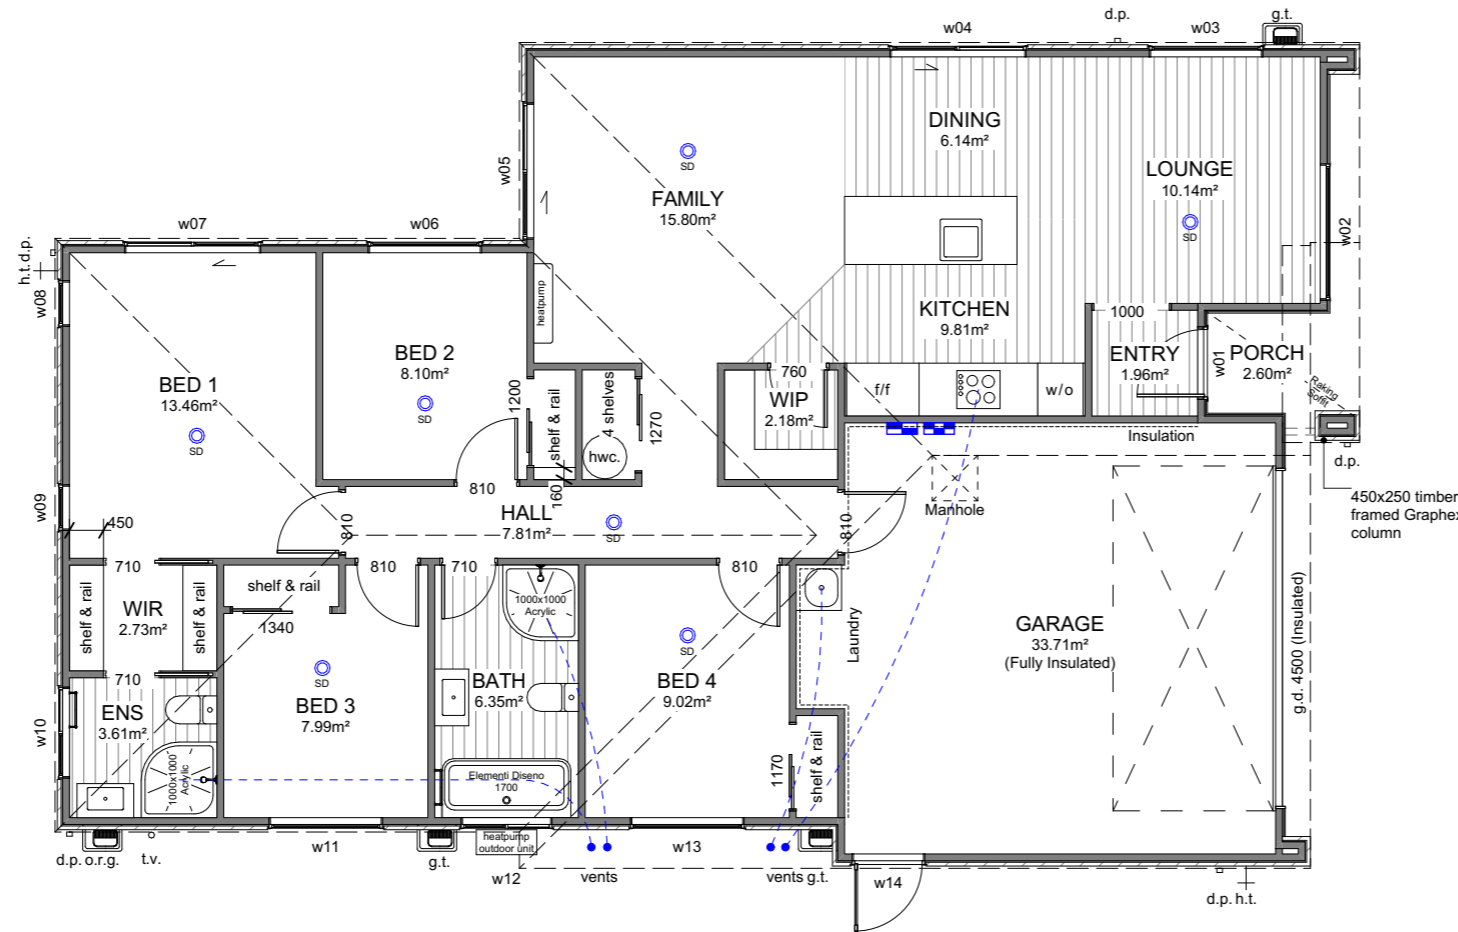 w04
d.p.
w03
g.t.
DINING
6.14m²
SD
w05
LOUNGE
10.14m²
FAMILY
15.80m²
SD
w07
w06
w02
h.t.
d.p.
w08
heatpump
KITCHEN
9.81m²
1000
BED 2
8.10m²
ENTRY
1.96m²
w01
PORCH
2.60m²
BED 1
13.46m²
760
WIP
2.18m²
f/f
w/o
Raking
Soffit
SD
1200
shelf & rail
4 shelves
1270
SD
hwc.
Insulation
d.p.
w09
450
810
160
HALL
7.81m²
SD
810
810
Manhole
450x250 timber
framed Graphex
column
710
shelf & rail
WIR
2.73m²
shelf & rail
shelf & rail
1340
810
710
1000x1000
Acrylic
810
SD
Laundry
GARAGE
33.71m²
(Fully Insulated)
g.d. 4500 (Insulated)
SD
710
ENS
3.61m²
BED 3
7.99m²
BATH
6.35m²
BED 4
9.02m²
w10
1000x1000
Acrylic
Elementi Diseno
1700
1170
shelf & rail
d.p.
o.r.g.
t.v.
w11
g.t.
heatpump
outdoor unit
w12
vents
w13
vents
g.t.
w14
d.p.
h.t.